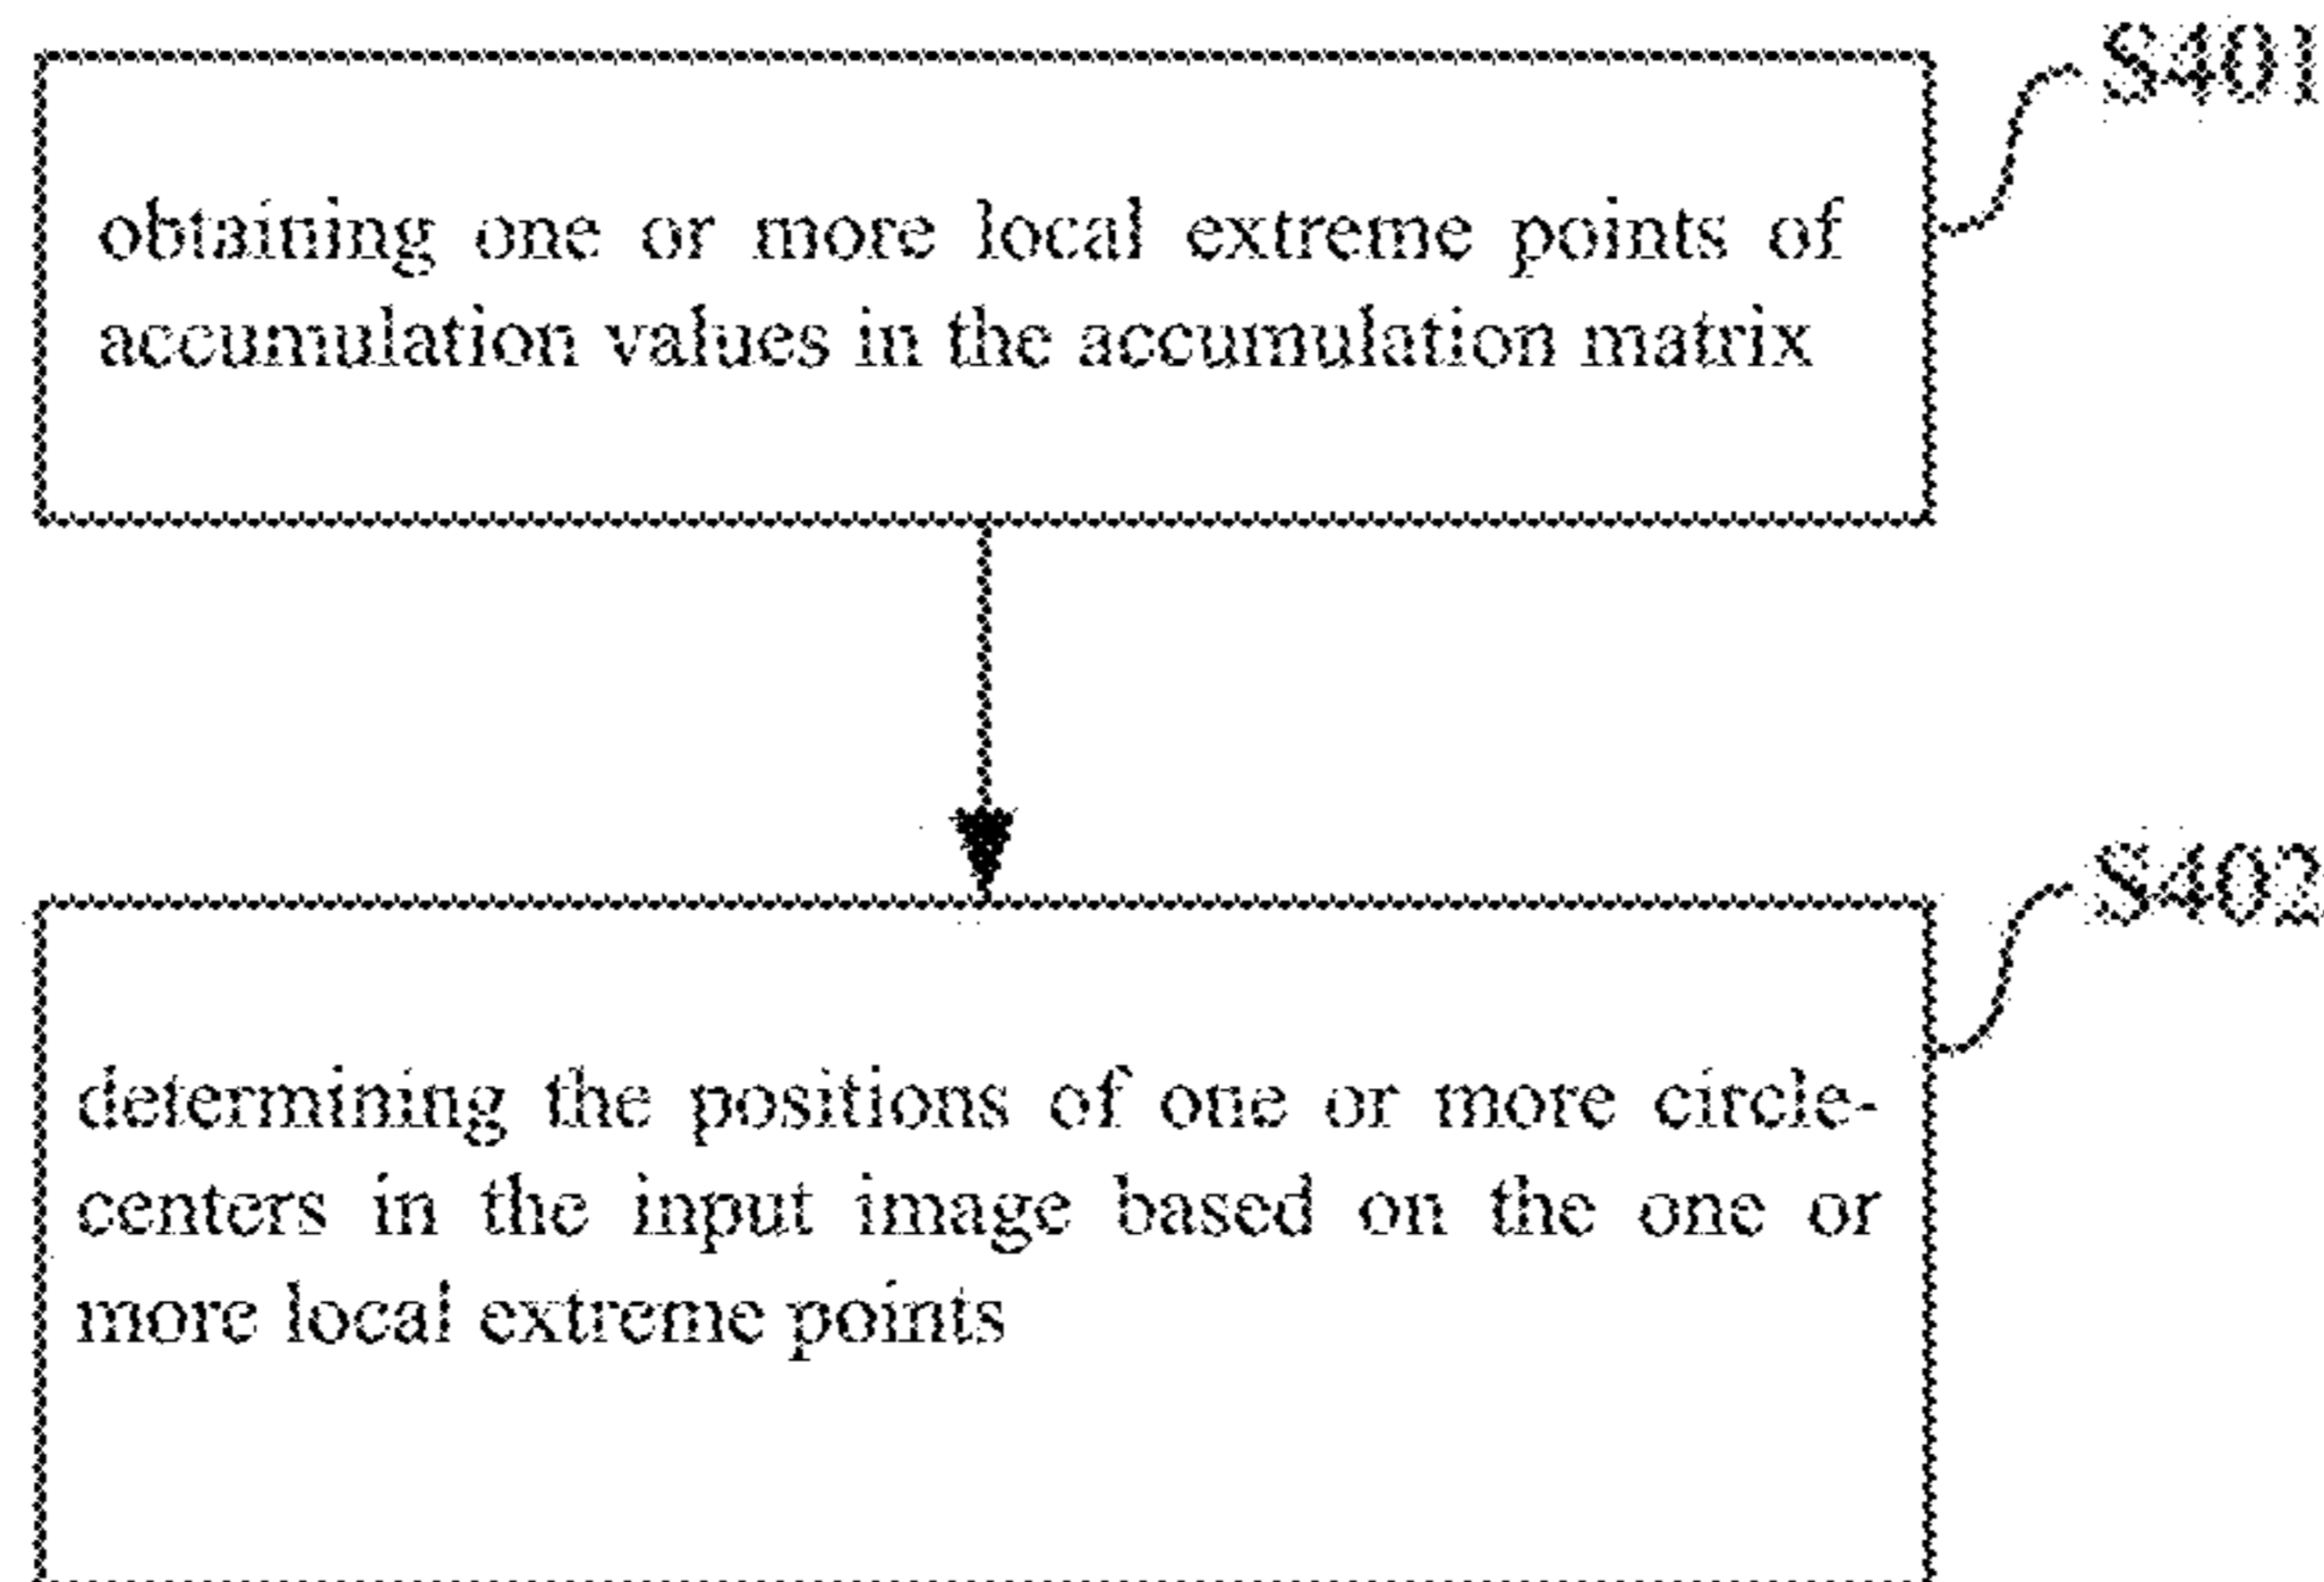 S401
obtaining one or more local extreme points of
accumulation values in the accumulation matrix
S402
determining the positions of one or more circle-
centers in the input image based on the one or
more local extreme points